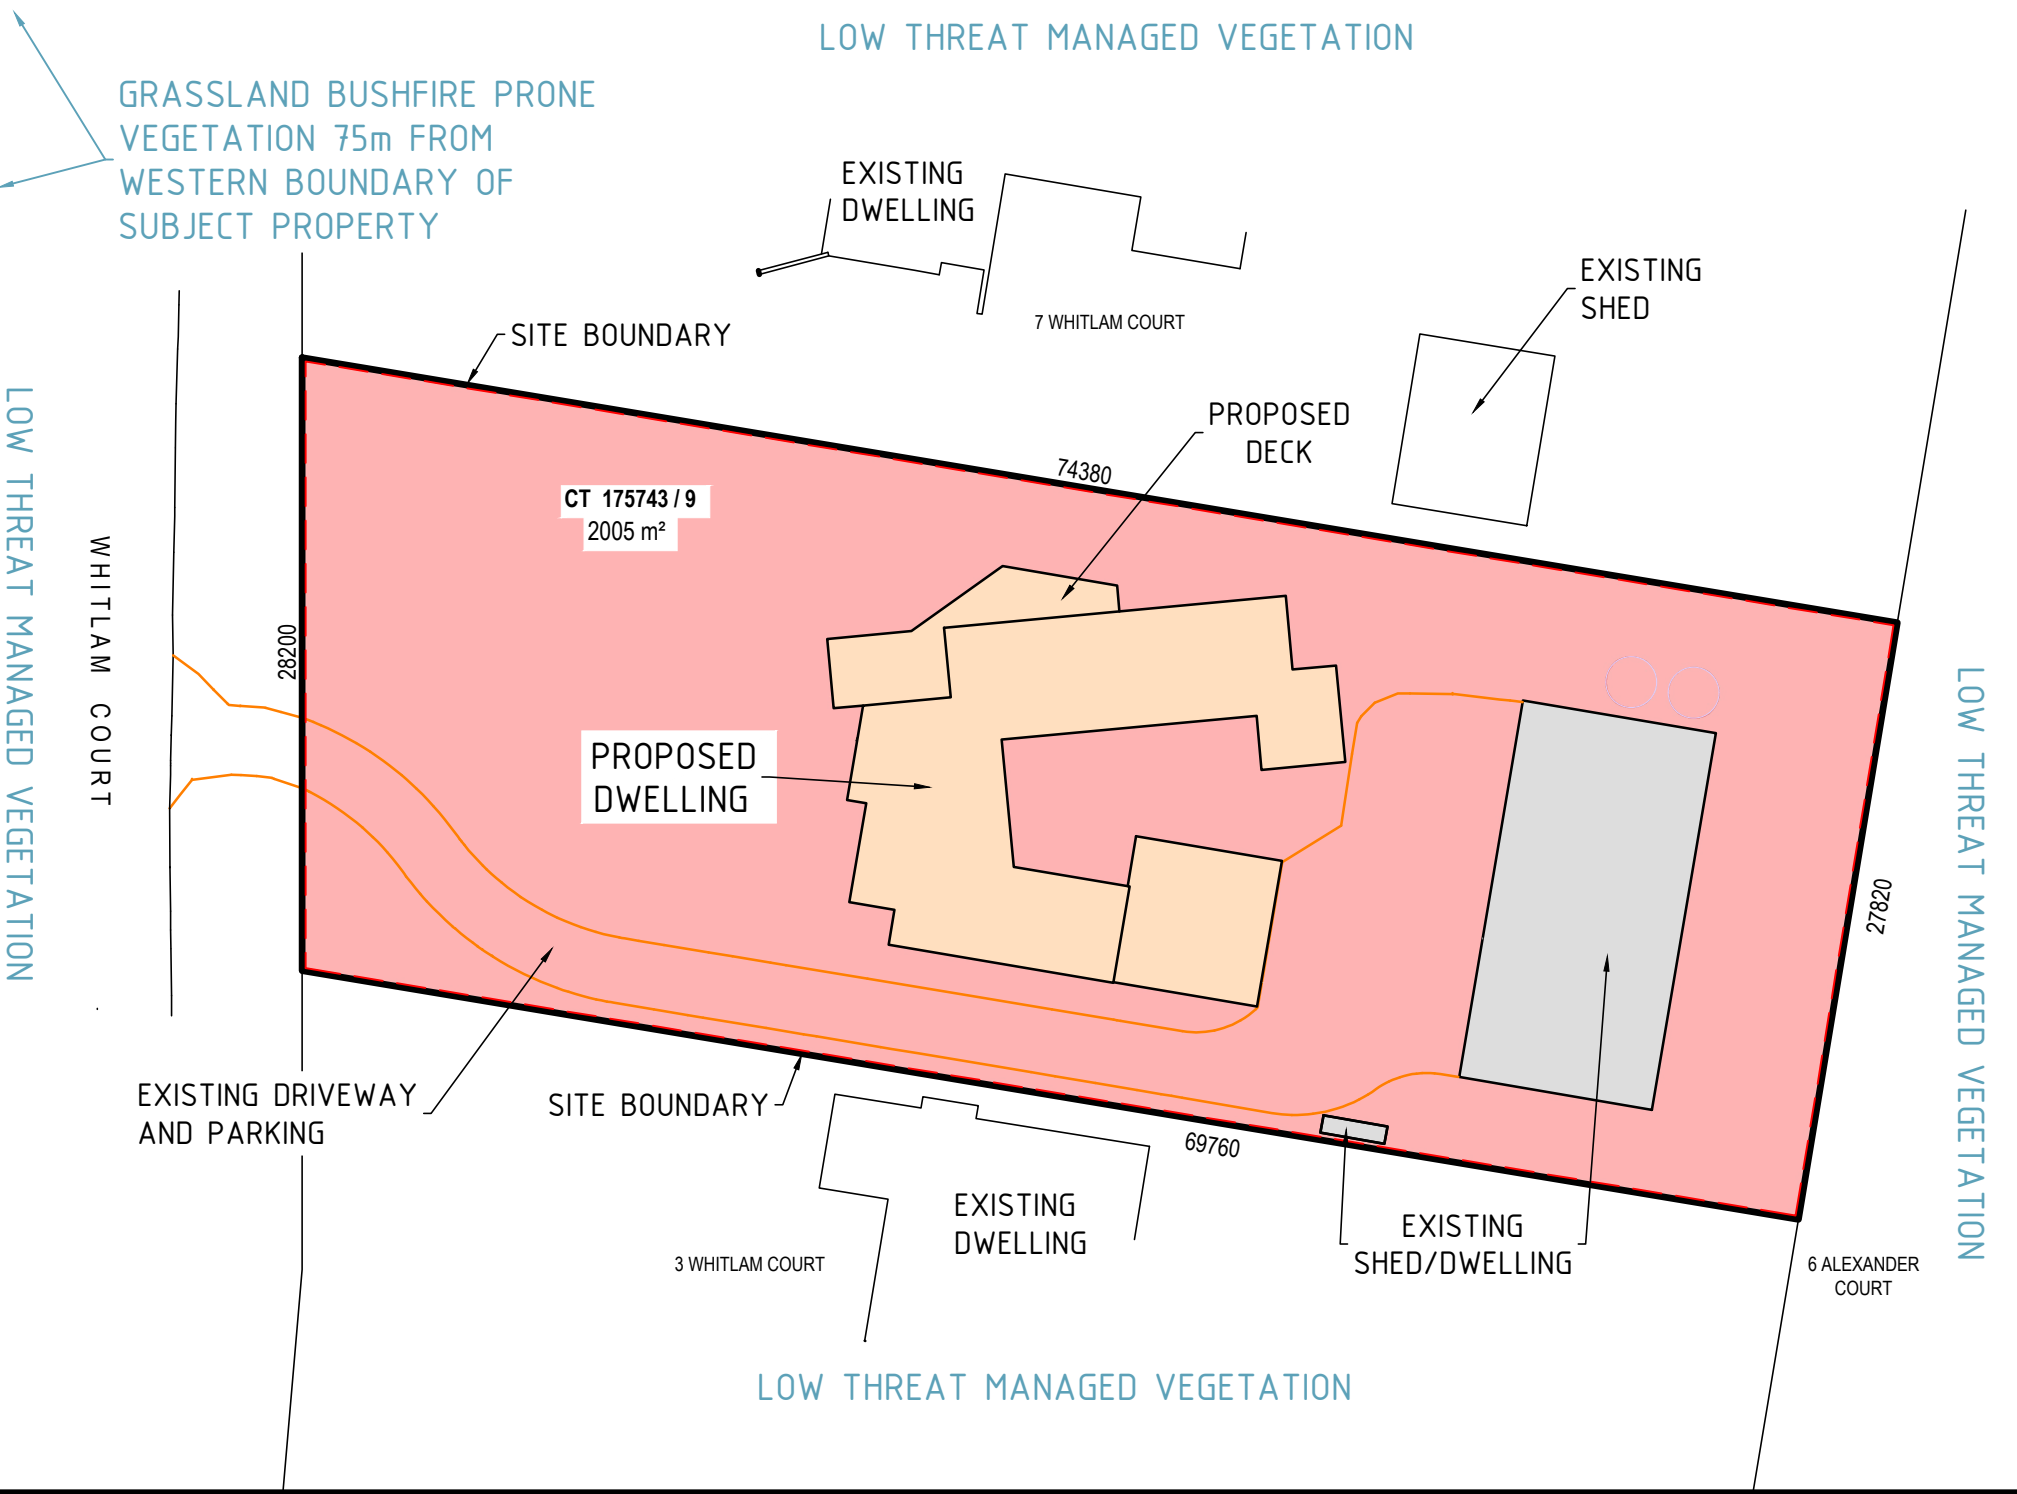 LOW THREAT MANAGED VEGETATION
GRASSLAND BUSHFIRE PRONE
VEGETATION 75m FROM
WESTERN BOUNDARY OF
SUBJECT PROPERTY
EXISTING
DWELLING
7 WHITLAM COURT
EXISTING
SHED
SITE BOUNDARY
PROPOSED
DECK
74380
CT 175743 / 9
2005 m²
LOW THREAT MANAGED VEGETATION
WHITLAM COURT
28200
PROPOSED
DWELLING
27820
LOW THREAT MANAGED VEGETATION
EXISTING DRIVEWAY
AND PARKING
SITE BOUNDARY
69760
EXISTING
DWELLING
3 WHITLAM COURT
EXISTING
SHED/DWELLING
6 ALEXANDER
COURT
LOW THREAT MANAGED VEGETATION